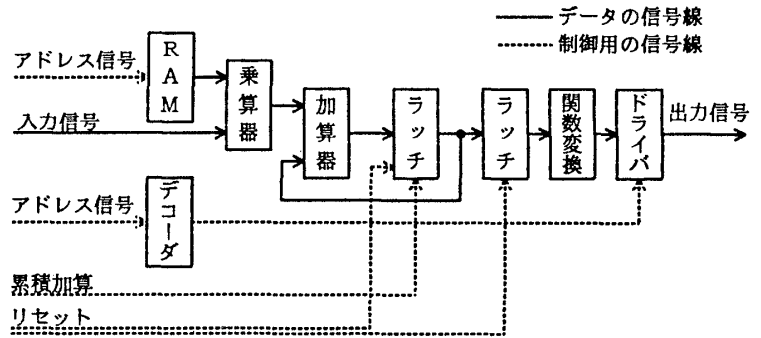 データの信号線
制御用の信号線
アドレス信号
RAM
入力信号
乗算器
加算器
ラッチ
ラッチ
関数変換
ドライバ
出力信号
アドレス信号
デコーダ
累積加算
リセット